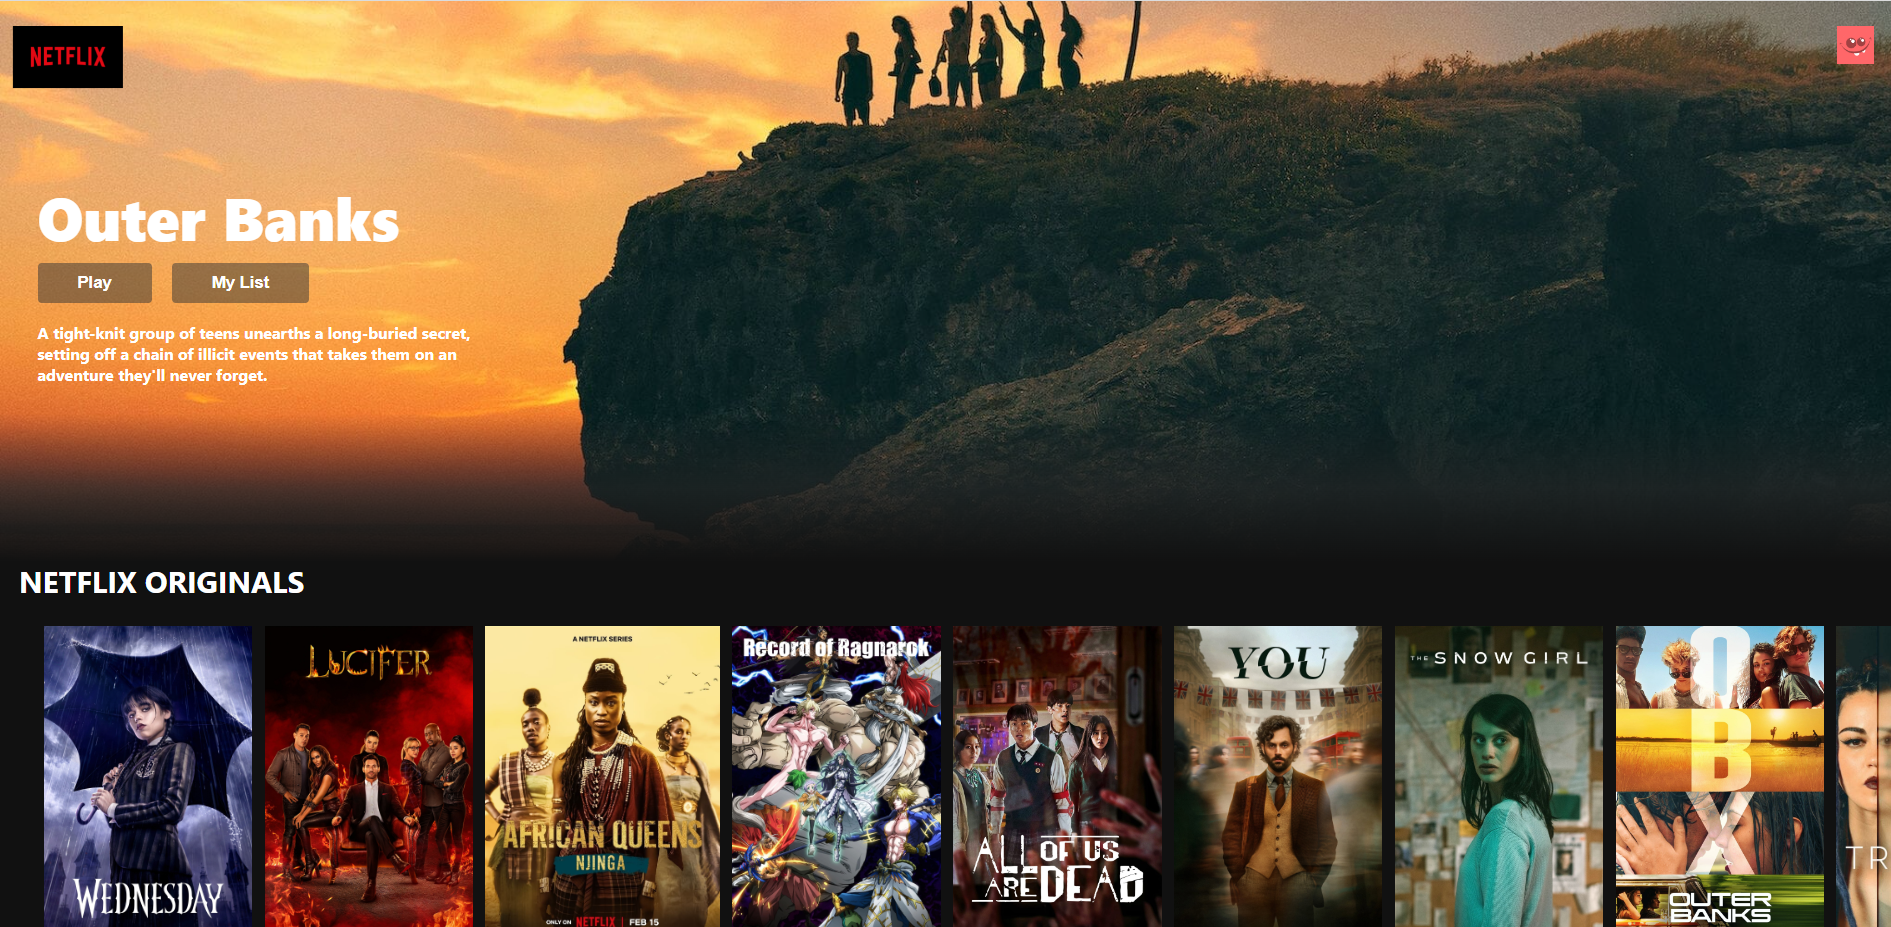 NETFLIX
Outer Banks
Play
My List
A tight-knit group of teens unearths a long-buried secret,
setting off a chain of illicit events that takes them on an
adventure they'll never forget.
NETFLIX ORIGINALS
WEDNESDAY
LUCIFER
A NETFLIX SERIES
AFRICAN QUEENS
NJINGA
ONLY ON NETFLIX | FEB 15
Record of Ragnarok
ALL OF US
ARE DEAD
YOU
THE SNOW GIRL
O
B
X
OUTER
BANKS
TR